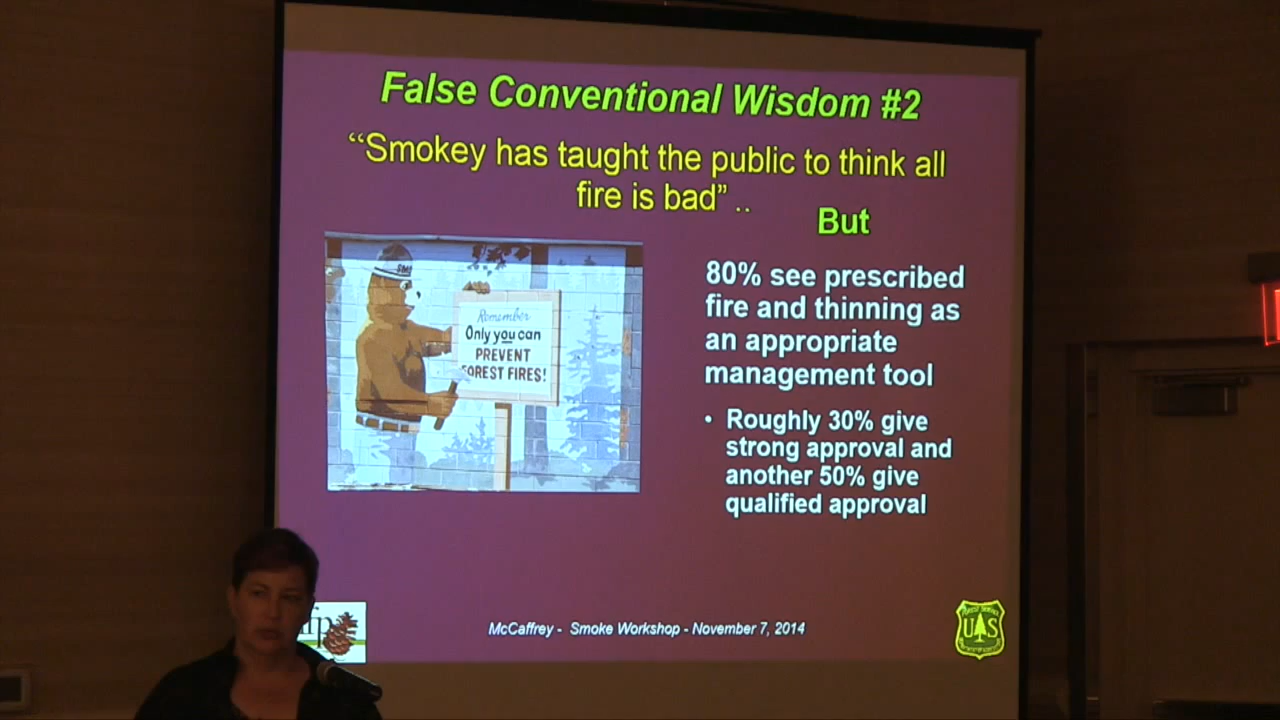 False Conventional Wisdom #2
“Smokey has taught the public to think all
fire is bad” ..
But
80% see prescribed
fire and thinning as
an appropriate
management tool
• Roughly 30% give
strong approval and
another 50% give
qualified approval
Remember
Only you can
PREVENT
FOREST FIRES!
McCaffrey - Smoke Workshop - November 7, 2014
U S